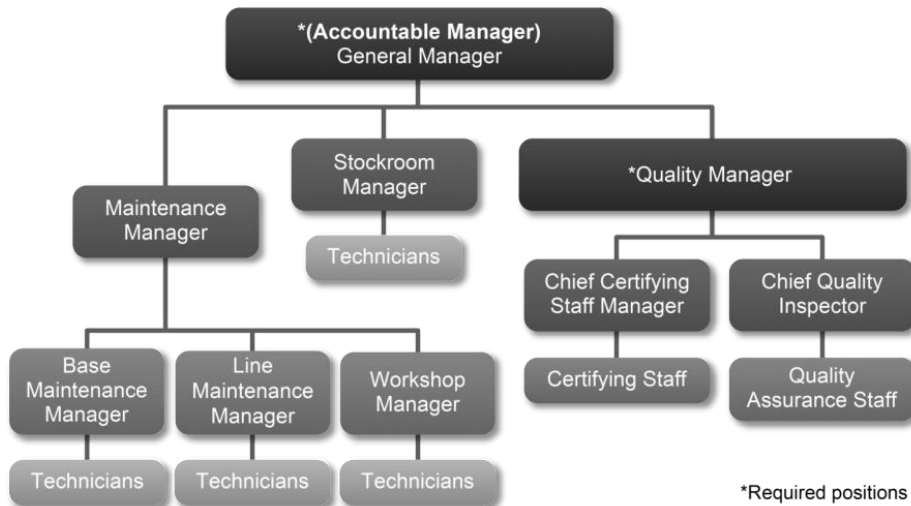 *(Accountable Manager)
General Manager
Stockroom
Manager
*Quality Manager
Maintenance
Manager
Technicians
Chief Certifying
Staff Manager
Chief Quality
Inspector
Base
Maintenance
Manager
Line
Maintenance
Manager
Workshop
Manager
Certifying Staff
Quality
Assurance Staff
Technicians
Technicians
Technicians
*Required positions